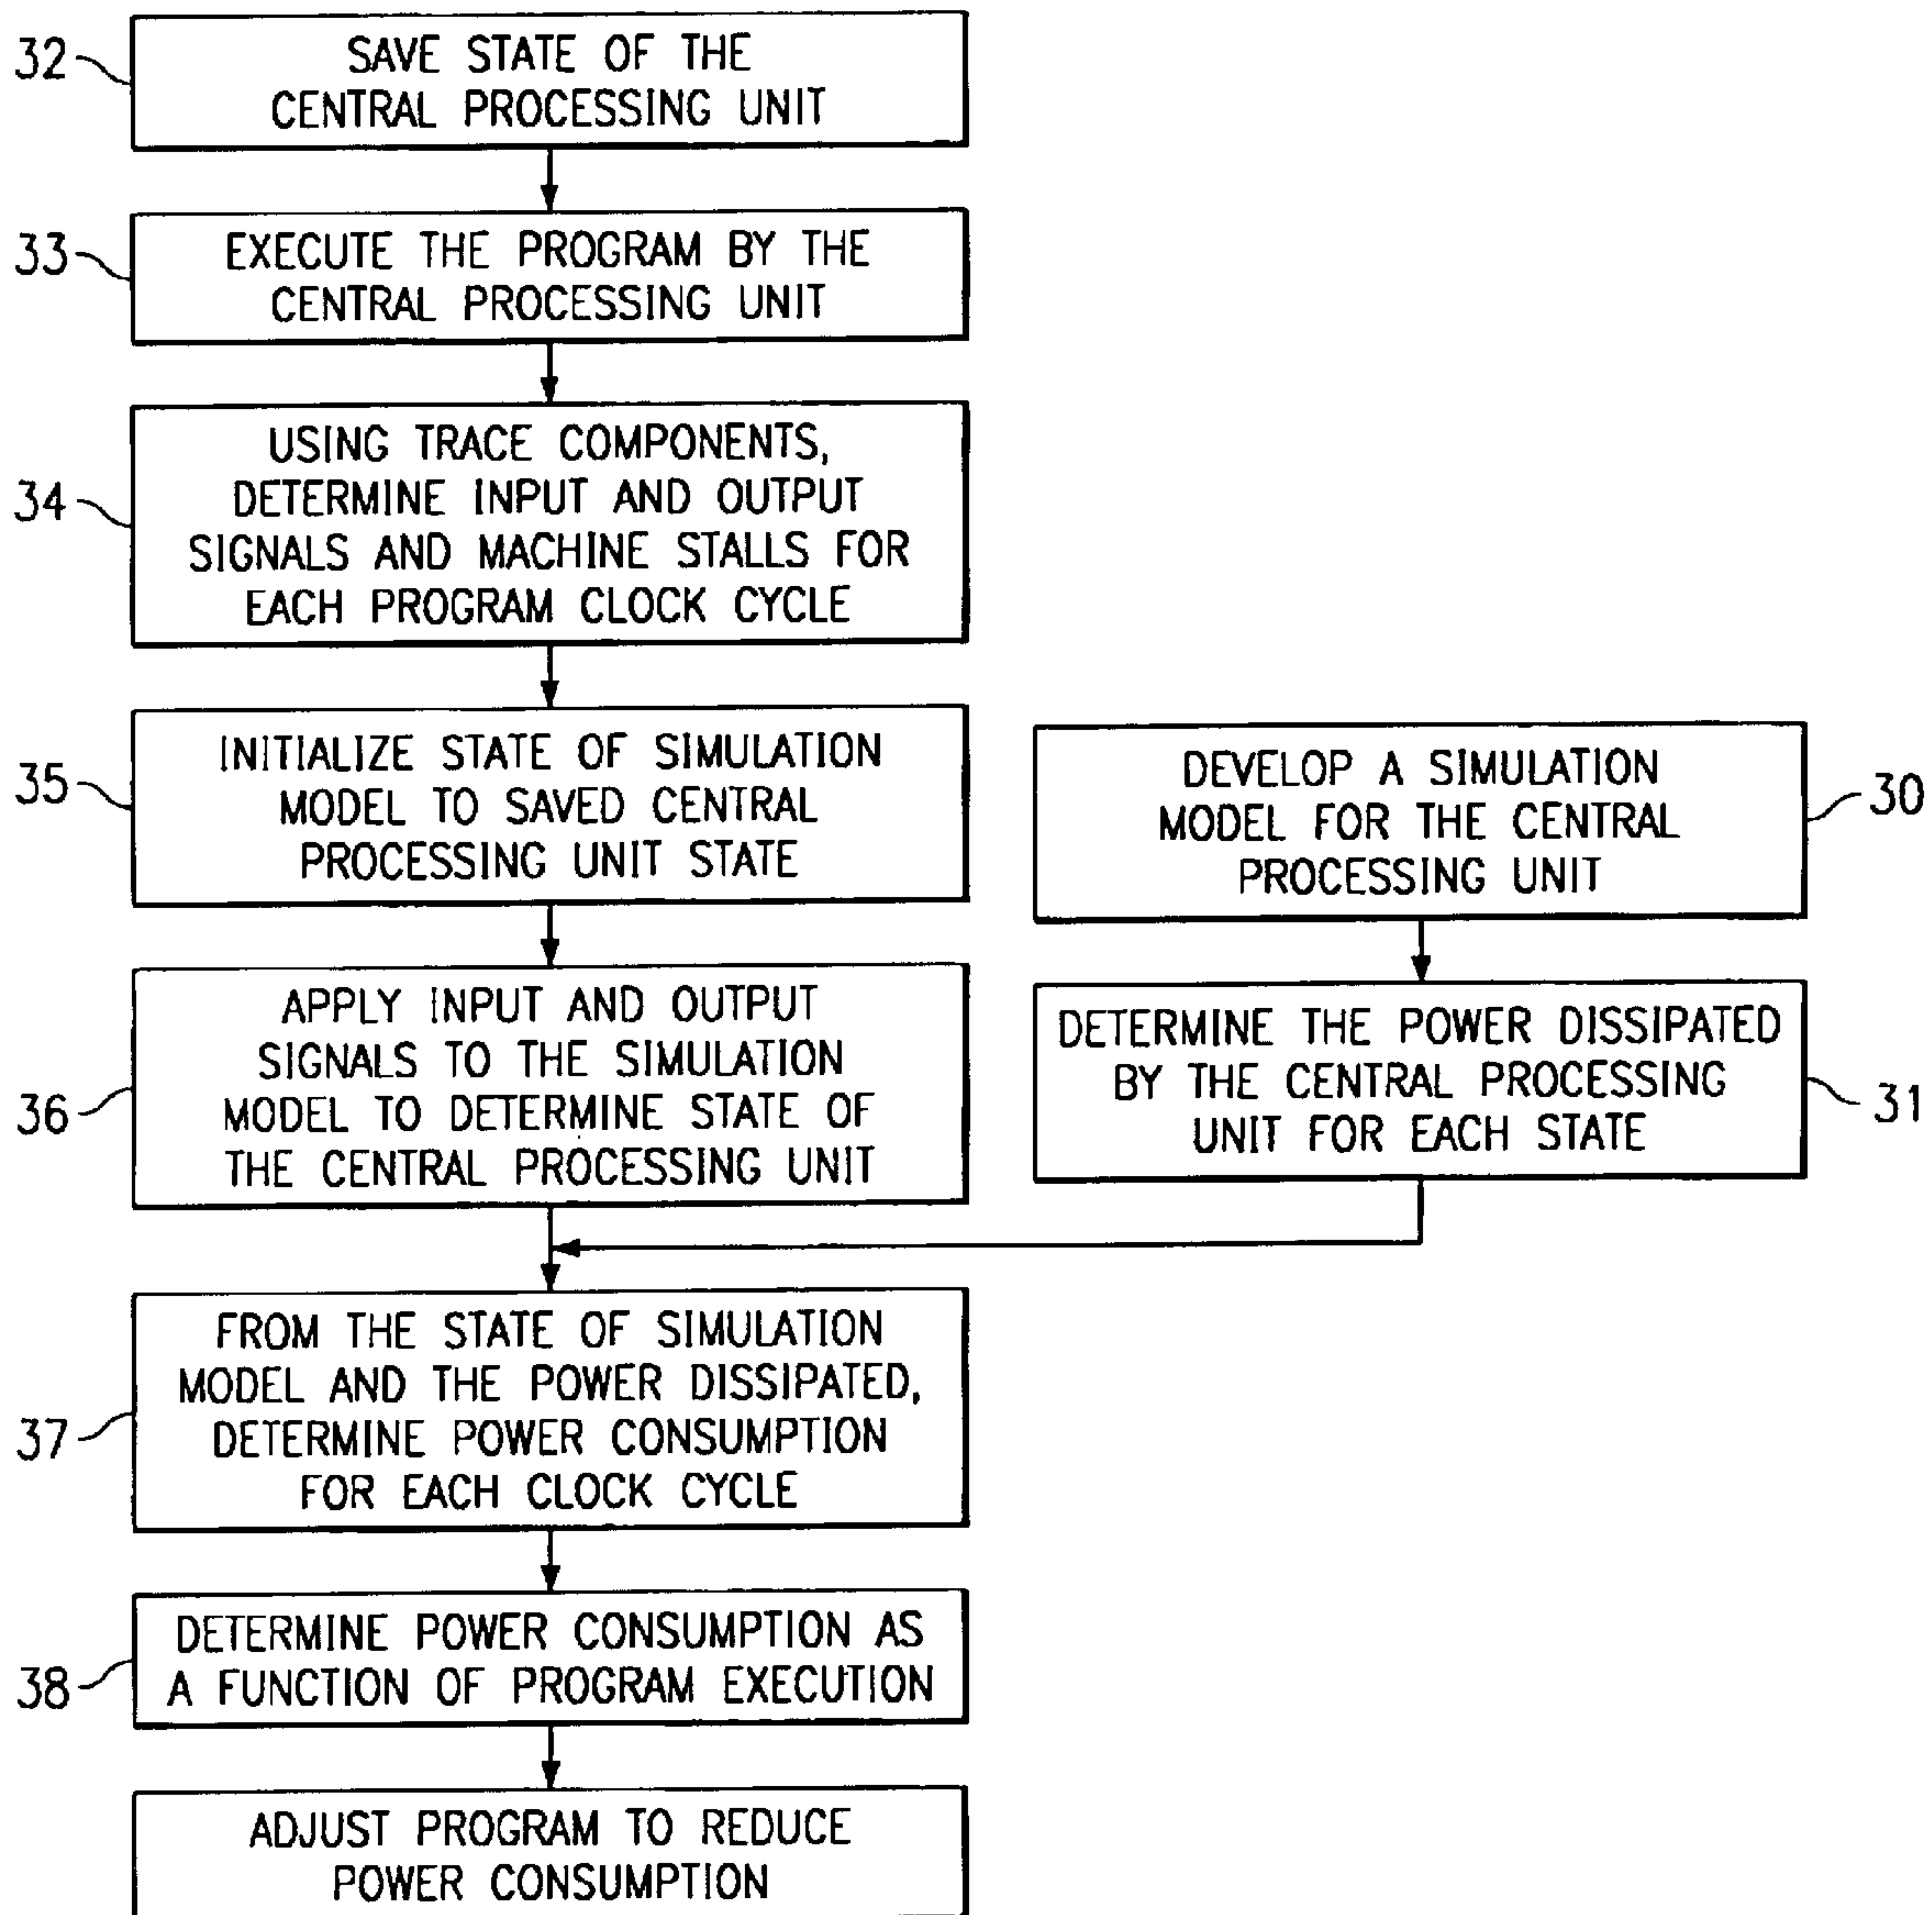 32
SAVE STATE OF THE
CENTRAL PROCESSING UNIT
33
EXECUTE THE PROGRAM BY THE
CENTRAL PROCESSING UNIT
34
USING TRACE COMPONENTS,
DETERMINE INPUT AND OUTPUT
SIGNALS AND MACHINE STALLS FOR
EACH PROGRAM CLOCK CYCLE
35
INITIALIZE STATE OF SIMULATION
MODEL TO SAVED CENTRAL
PROCESSING UNIT STATE
30
DEVELOP A SIMULATION
MODEL FOR THE CENTRAL
PROCESSING UNIT
36
APPLY INPUT AND OUTPUT
SIGNALS TO THE SIMULATION
MODEL TO DETERMINE STATE OF
THE CENTRAL PROCESSING UNIT
31
DETERMINE THE POWER DISSIPATED
BY THE CENTRAL PROCESSING
UNIT FOR EACH STATE
37
FROM THE STATE OF SIMULATION
MODEL AND THE POWER DISSIPATED,
DETERMINE POWER CONSUMPTION
FOR EACH CLOCK CYCLE
38
DETERMINE POWER CONSUMPTION AS
A FUNCTION OF PROGRAM EXECUTION
ADJUST PROGRAM TO REDUCE
POWER CONSUMPTION